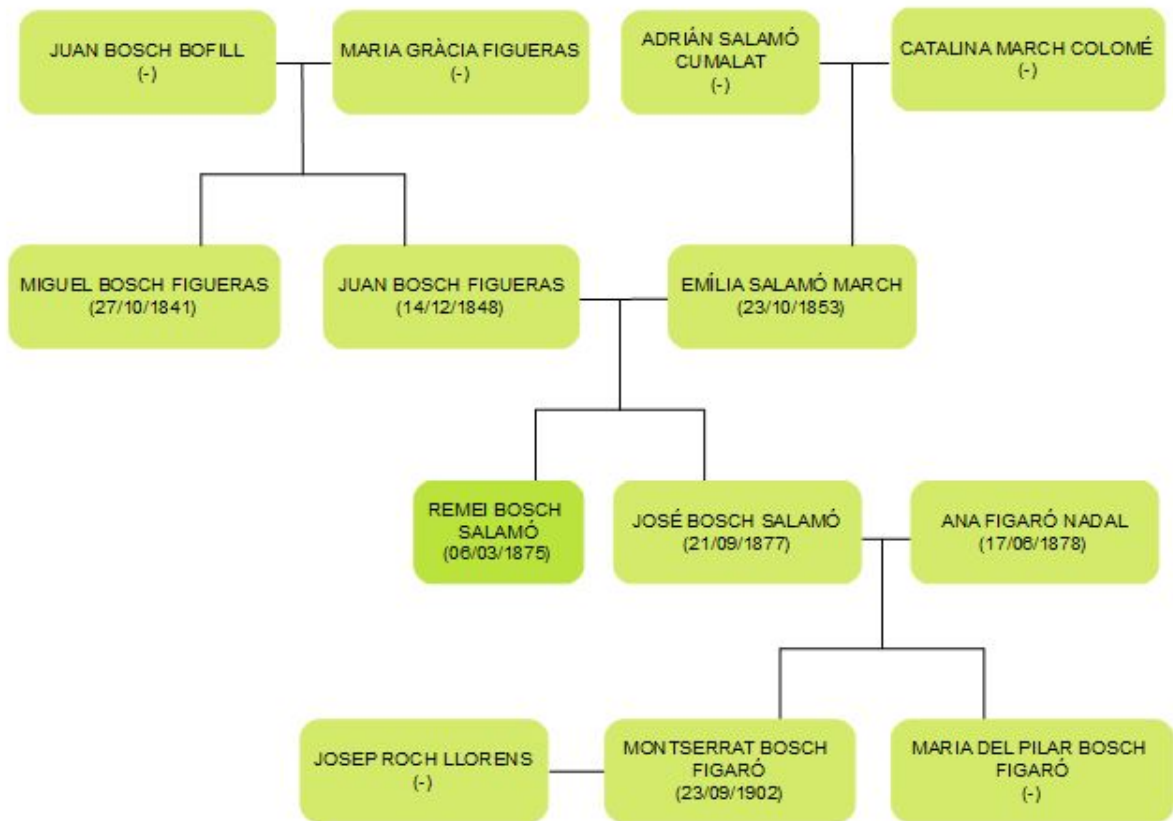 JUAN BOSCH BOFILL
(-)
MARIA GRÀCIA FIGUERAS
(-)
ADRIÁN SALAMÓ
CUMALAT
(-)
CATALINA MARCH COLOMÉ
(-)
MIGUEL BOSCH FIGUERAS
(27/10/1841)
JUAN BOSCH FIGUERAS
(14/12/1848)
EMÍLIA SALAMÓ MARCH
(23/10/1853)
REMEI BOSCH
SALAMÓ
(06/03/1875)
JOSÉ BOSCH SALAMÓ
(21/09/1877)
ANA FIGARÓ NADAL
(17/06/1878)
JOSEP ROCH LLORENS
(-)
MONTSERRAT BOSCH
FIGARÓ
(23/09/1902)
MARIA DEL PILAR BOSCH
FIGARÓ
(-)